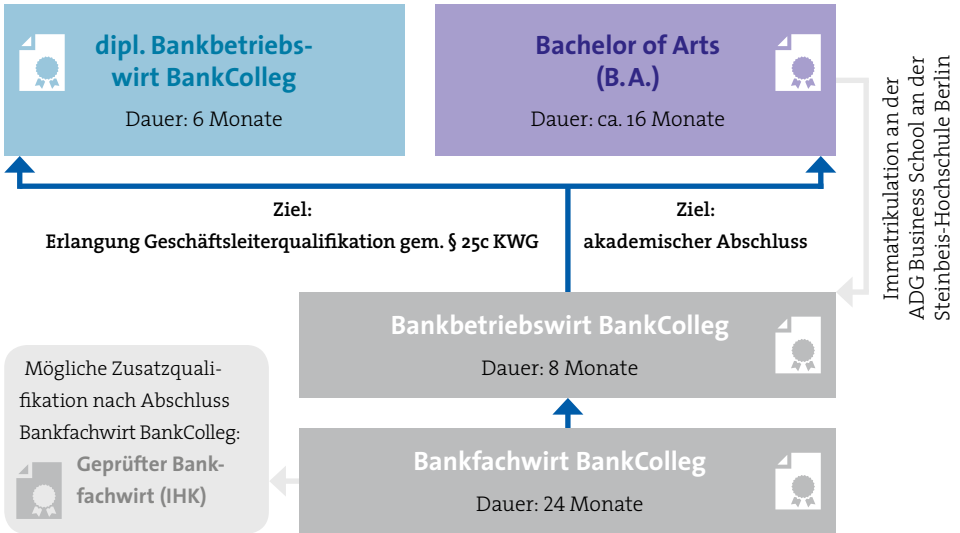 dipl. Bankbetriebs-
wirt BankColleg
Dauer: 6 Monate
Bachelor of Arts
(B.A.)
Dauer: ca. 16 Monate
Immatrikulation an der
ADG Business School an der
Steinbeis-Hochschule Berlin
Ziel:
Erlangung Geschäftsleiterqualifikation gem. § 25c KWG
Ziel:
akademischer Abschluss
Bankbetriebswirt BankColleg
Dauer: 8 Monate
Mögliche Zusatzquali-
fikation nach Abschluss
Bankfachwirt BankColleg:
Geprüfter Bank-
fachwirt (IHK)
Bankfachwirt BankColleg
Dauer: 24 Monate